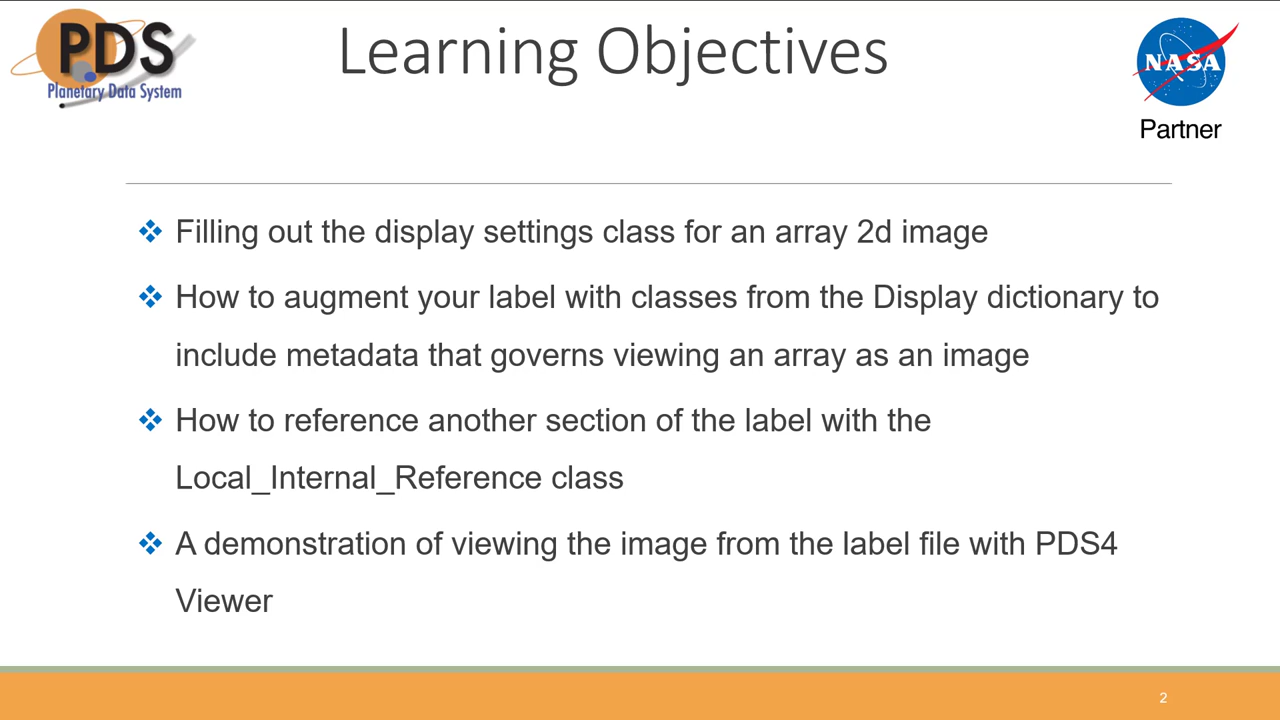 PDS
Planetary Data System
Learning Objectives
NASA
Partner
Filling out the display settings class for an array 2d image
How to augment your label with classes from the Display dictionary to
include metadata that governs viewing an array as an image
How to reference another section of the label with the
Local_Internal_Reference class
A demonstration of viewing the image from the label file with PDS4
Viewer
2